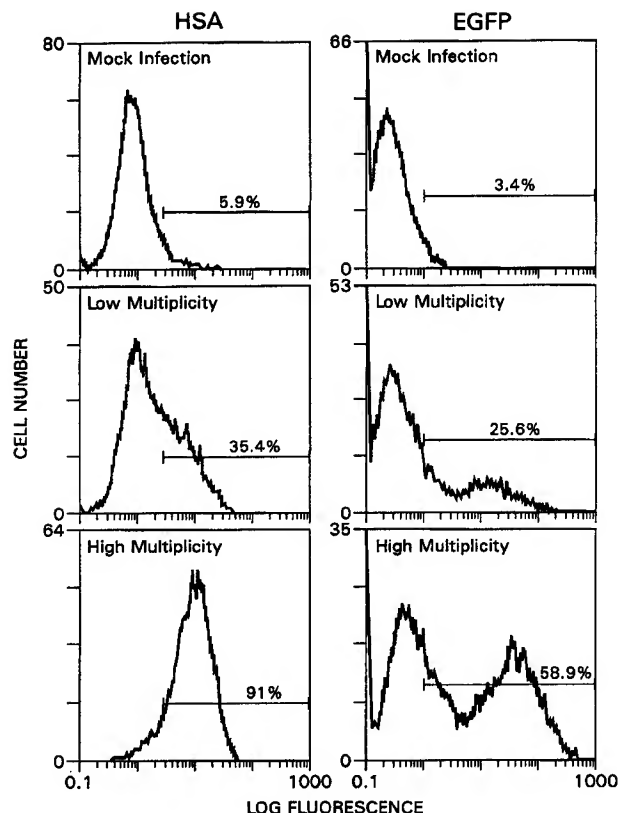 HSA EGFP
80 Mock Infection 66 Mock Infection
5.9% 3.4%
0 0
50 Low Multiplicity 53 Low Multiplicity
CELL NUMBER
35.4% 25.6%
0 0
64 High Multiplicity 35 High Multiplicity
91% 58.9%
0 0
0.1 1000 0.1 1000
LOG FLUORESCENCE